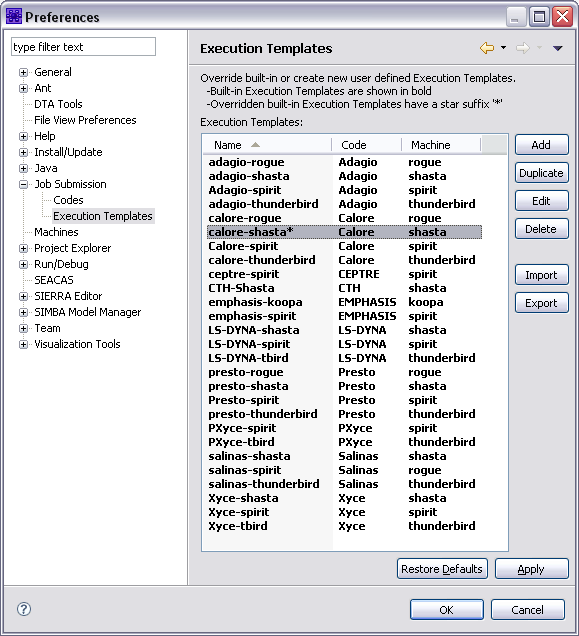 Preferences
type filter text
General
Ant
DTA Tools
File View Preferences
Help
Install/Update
Java
Job Submission
Codes
Execution Templates
Machines
Project Explorer
Run/Debug
SEACAS
SIERRA Editor
SIMBA Model Manager
Team
Visualization Tools
Execution Templates
Override built-in or create new user defined Execution Templates.
-Built-in Execution Templates are shown in bold
-Overridden built-in Execution Templates have a star suffix '*'
Execution Templates:
Name Code Machine
adagio-rogue Adagio rogue
adagio-shasta Adagio shasta
Adagio-spirit Adagio spirit
adagio-thunderbird Adagio thunderbird
calore-rogue Calore rogue
calore-shasta* Calore shasta
Calore-spirit Calore spirit
calore-thunderbird Calore thunderbird
ceptre-spirit CEPTRE spirit
CTH-Shasta CTH shasta
emphasis-koopa EMPHASIS koopa
emphasis-spirit EMPHASIS spirit
LS-DYNA-shasta LS-DYNA shasta
LS-DYNA-spirit LS-DYNA spirit
LS-DYNA-tbird LS-DYNA thunderbird
presto-rogue Presto rogue
presto-shasta Presto shasta
Presto-spirit Presto spirit
presto-thunderbird Presto thunderbird
PXyce-spirit PXyce spirit
PXyce-tbird PXyce thunderbird
salinas-shasta Salinas shasta
salinas-spirit Salinas rogue
salinas-thunderbird Salinas thunderbird
Xyce-shasta Xyce shasta
Xyce-spirit Xyce spirit
Xyce-tbird Xyce thunderbird
Add
Duplicate
Edit
Delete
Import
Export
Restore Defaults Apply
? OK Cancel